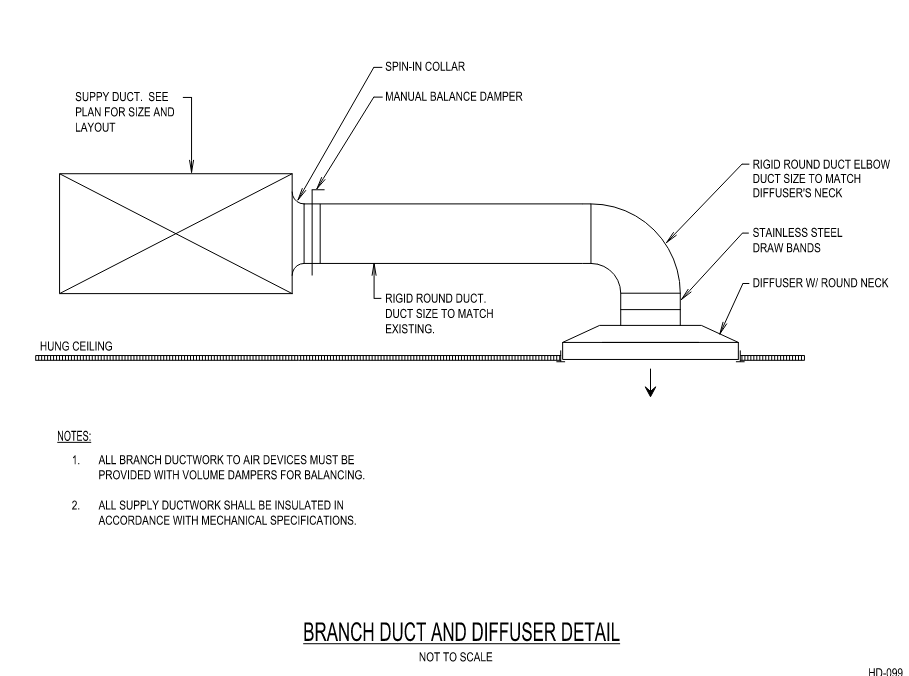 SPIN-IN COLLAR
MANUAL BALANCE DAMPER
SUPPY DUCT. SEE
PLAN FOR SIZE AND
LAYOUT
RIGID ROUND DUCT ELBOW
DUCT SIZE TO MATCH
DIFFUSER'S NECK
STAINLESS STEEL
DRAW BANDS
DIFFUSER W/ ROUND NECK
RIGID ROUND DUCT.
DUCT SIZE TO MATCH
EXISTING.
HUNG CEILING
NOTES:
1. ALL BRANCH DUCTWORK TO AIR DEVICES MUST BE
PROVIDED WITH VOLUME DAMPERS FOR BALANCING.
2. ALL SUPPLY DUCTWORK SHALL BE INSULATED IN
ACCORDANCE WITH MECHANICAL SPECIFICATIONS.
BRANCH DUCT AND DIFFUSER DETAIL
NOT TO SCALE
HD-099